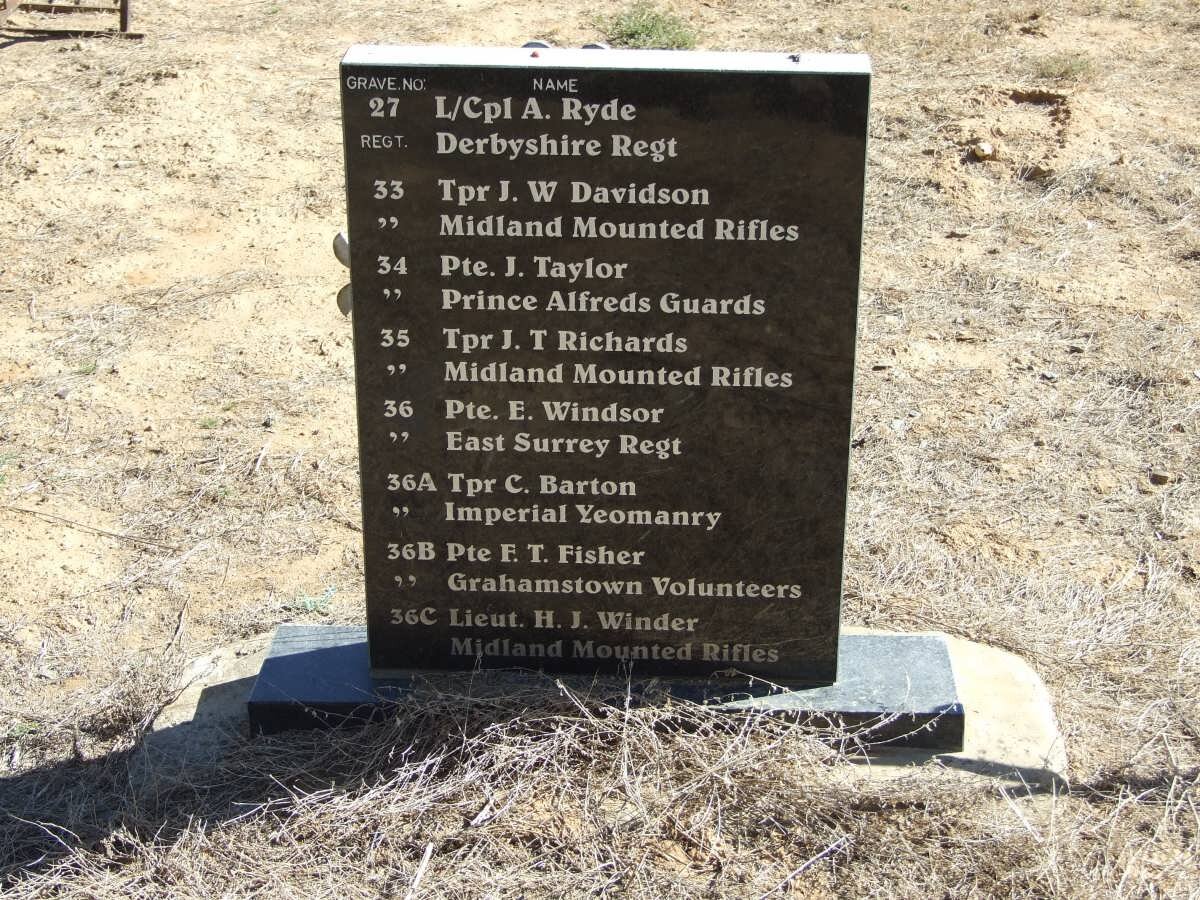 GRAVE.NO: NAME
27 L/Cpl A. Ryde
REGT. Derbyshire Regt
33 Tpr J. W Davidson
,, Midland Mounted Rifles
34 Pte. J. Taylor
,, Prince Alfreds Guards
35 Tpr J. T Richards
,, Midland Mounted Rifles
36 Pte. E. Windsor
,, East Surrey Regt
36A Tpr C. Barton
,, Imperial Yeomanry
36B Pte F. T. Fisher
,, Grahamstown Volunteers
36C Lieut. H. J. Winder
Midland Mounted Rifles